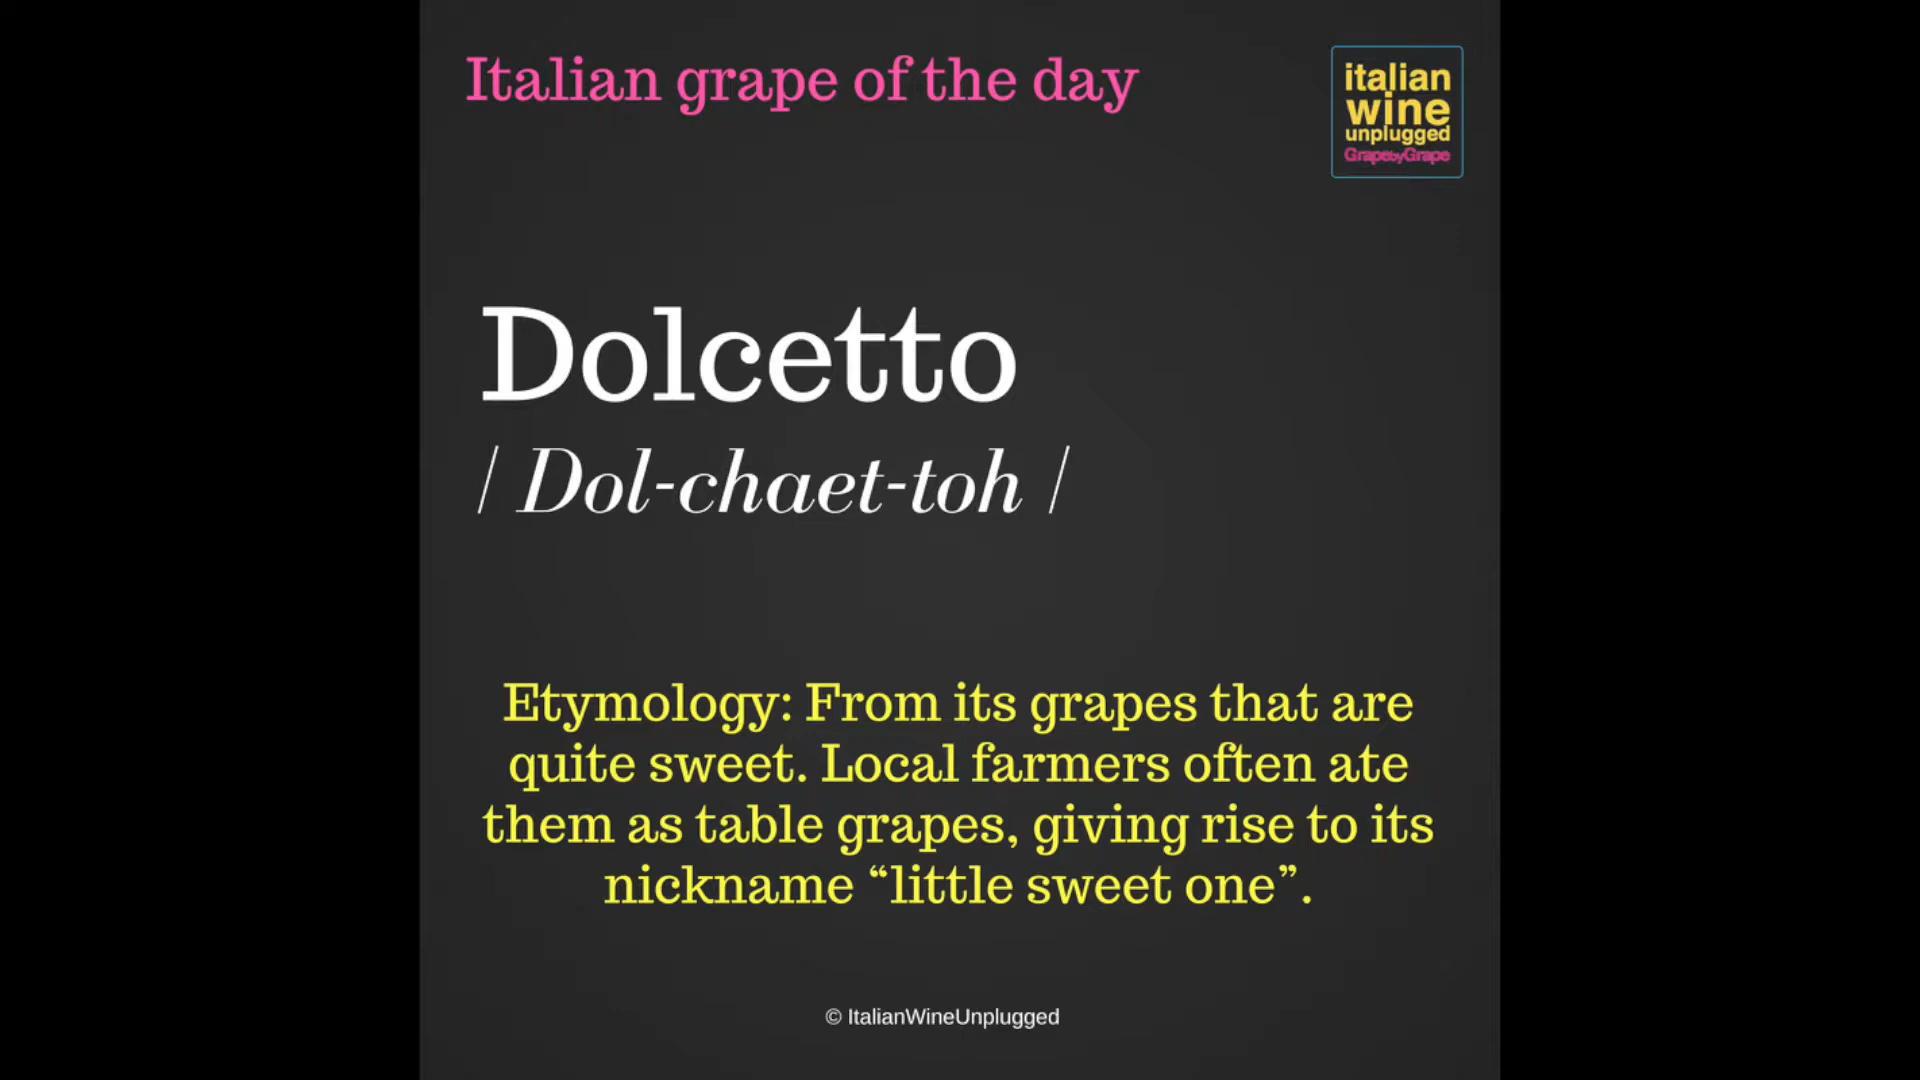 Italian grape of the day
italian
wine
unplugged
GrapebyGrape
Dolcetto
/ Dol-chaet-toh /
Etymology: From its grapes that are
quite sweet. Local farmers often ate
them as table grapes, giving rise to its
nickname “little sweet one”.
© ItalianWineUnplugged